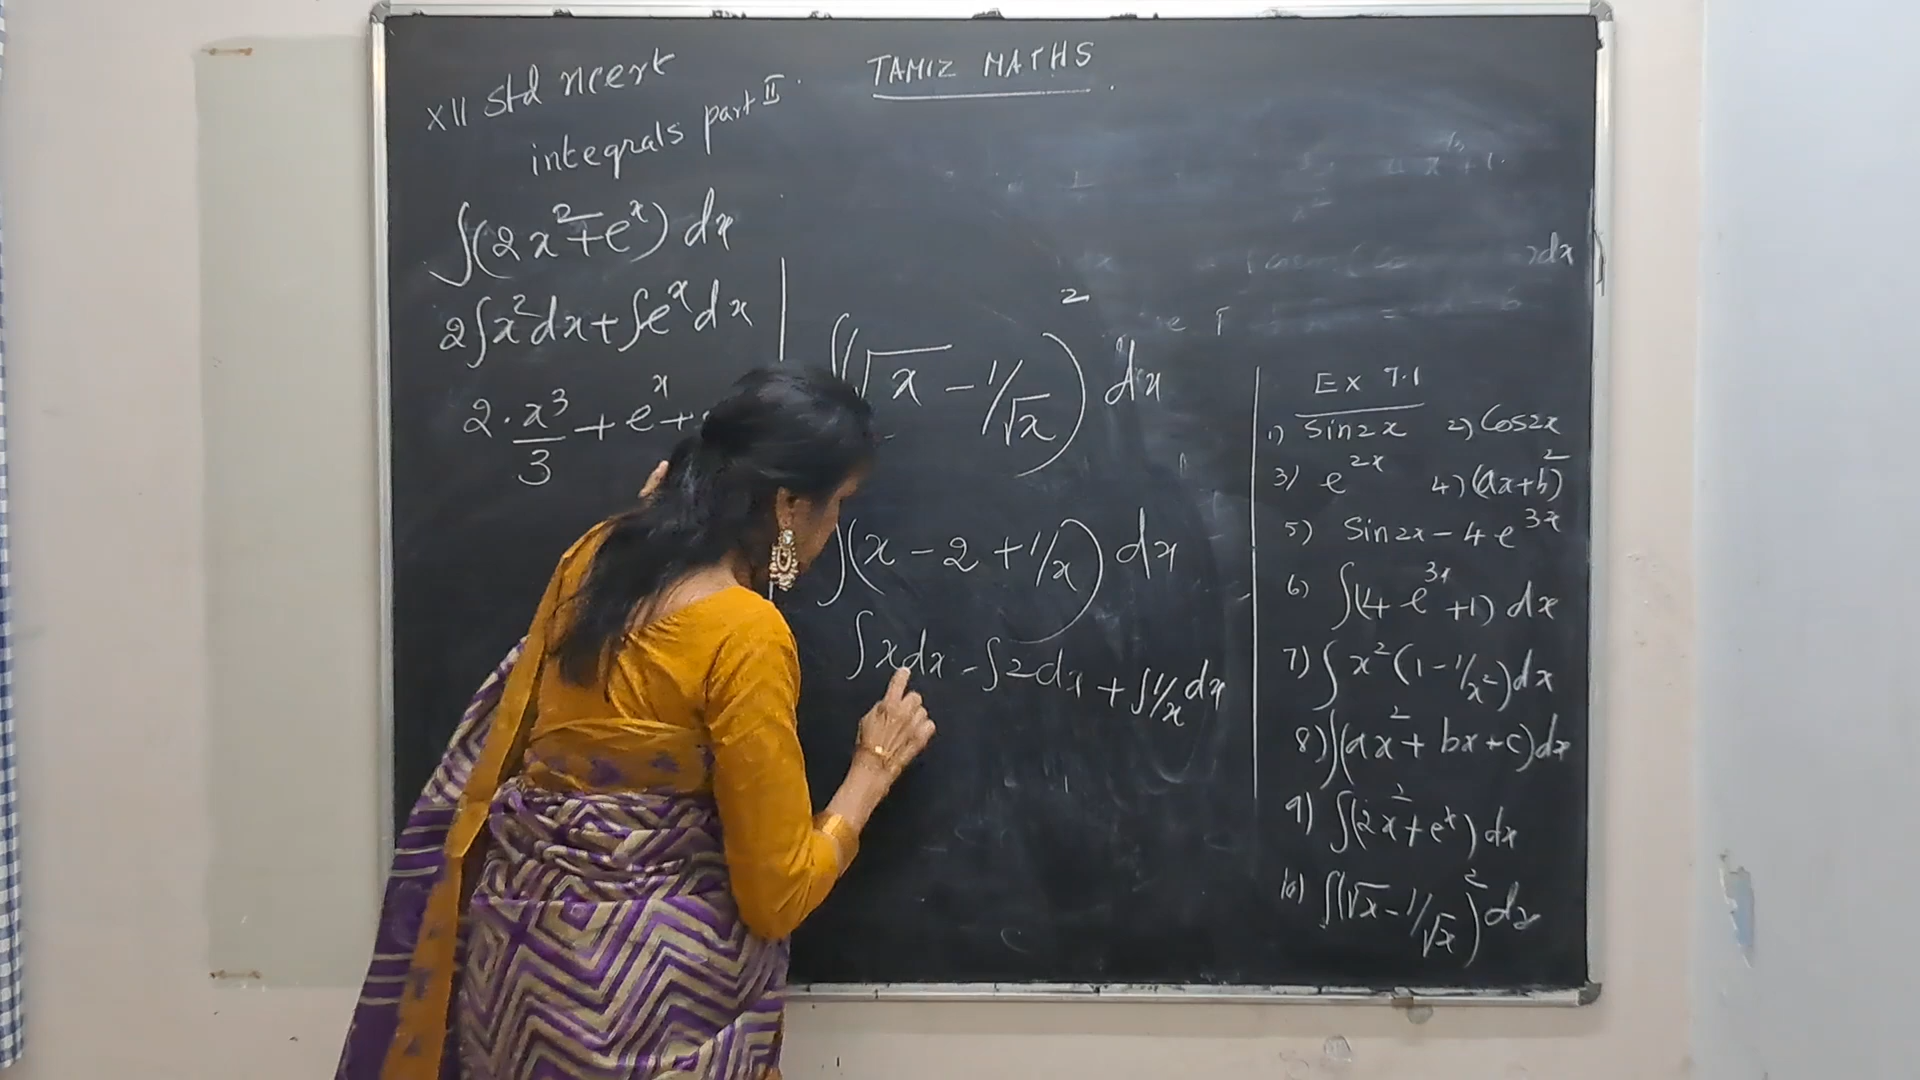 XII std ncert
integrals part II
TAMIZ MATHS
∫(2x²+eˣ) dx
2∫x²dx+∫eˣdx
2·x³/3+eˣ+
(√x-1/√x)² dx
∫(x-2+1/x) dx
∫xdx-∫2dx+∫1/x dx
Ex 7.1
1) sin2x 2) Cos2x
3) e²ˣ 4) (ax+b)²
5) Sin2x-4e³ˣ
6) ∫(4e³ˣ+1) dx
7) ∫x²(1-1/x²)dx
8) ∫(ax²+bx+c)dx
9) ∫(2x²+eˣ)dx
10) ∫(√x-1/√x)²dx